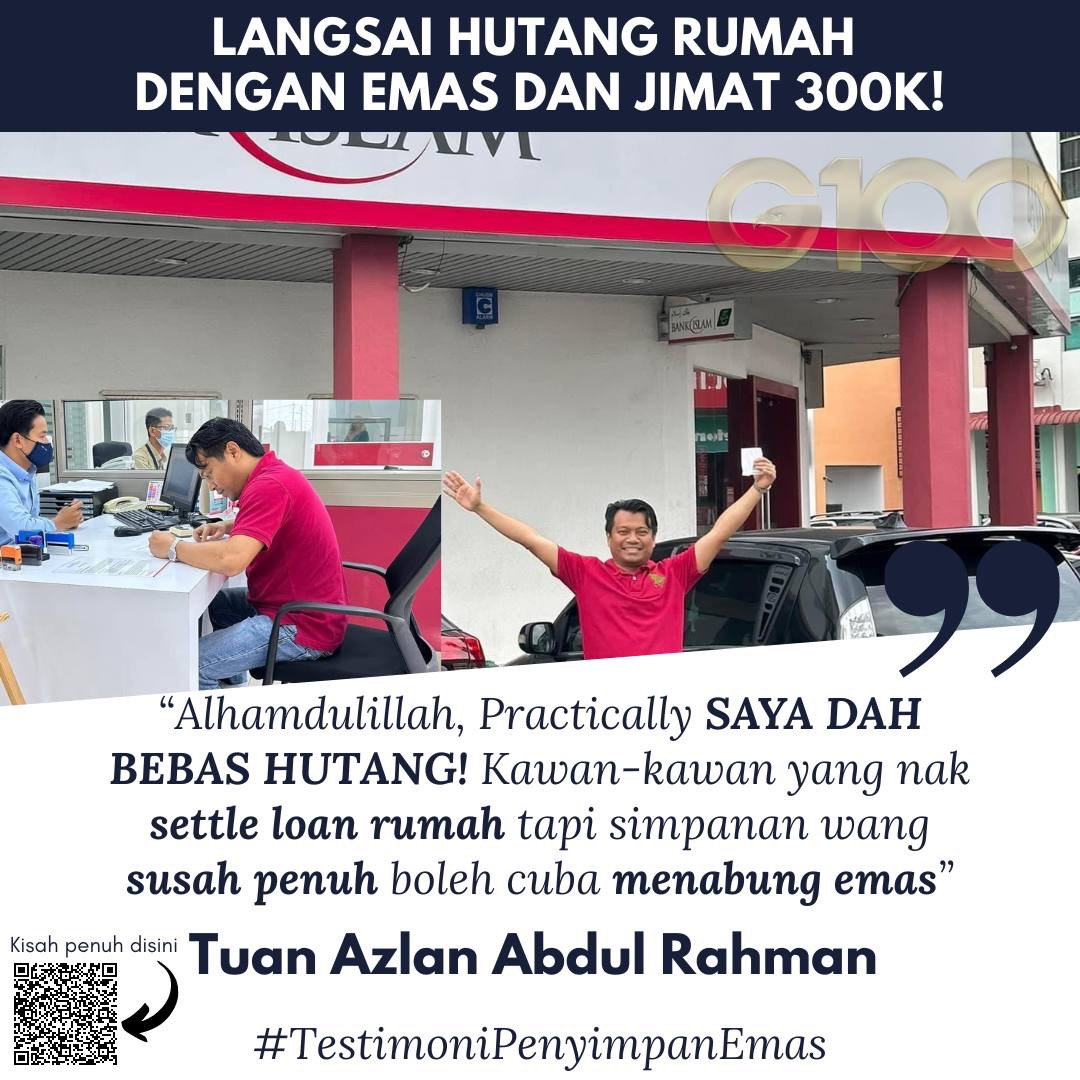 LANGSAI HUTANG RUMAH
DENGAN EMAS DAN JIMAT 300K!
ISLAM
G100
BANK ISLAM
“Alhamdulillah, Practically SAYA DAH
BEBAS HUTANG! Kawan-kawan yang nak
settle loan rumah tapi simpanan wang
susah penuh boleh cuba menabung emas”
Kisah penuh disini
Tuan Azlan Abdul Rahman
#TestimoniPenyimpanEmas